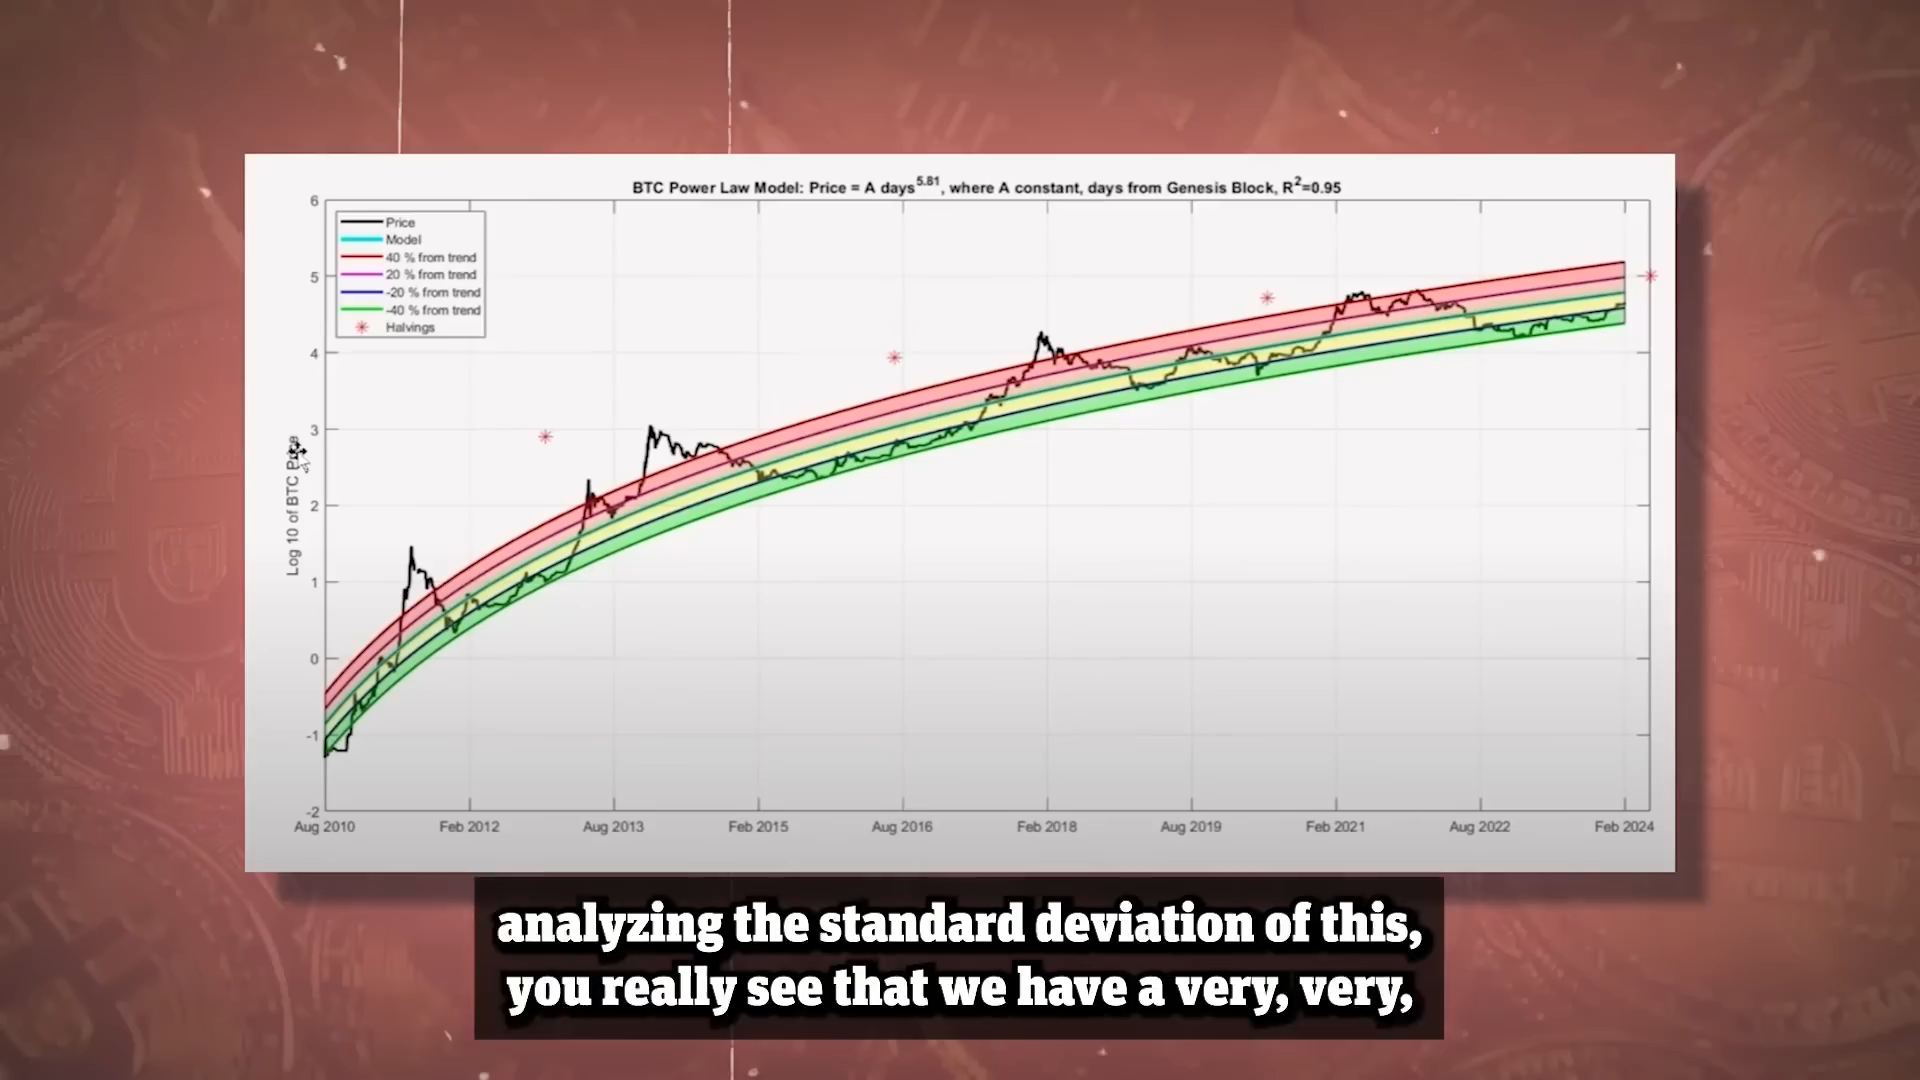 BTC Power Law Model: Price = A days^5.81, where A constant, days from Genesis Block, R^2=0.95
6
5
4
3
2
1
0
-1
-2
Log 10 of BTC Price
Price
Model
40 % from trend
20 % from trend
-20 % from trend
-40 % from trend
Halvings
Aug 2010
Feb 2012
Aug 2013
Feb 2015
Aug 2016
Feb 2018
Aug 2019
Feb 2021
Aug 2022
Feb 2024
analyzing the standard deviation of this,
you really see that we have a very, very,